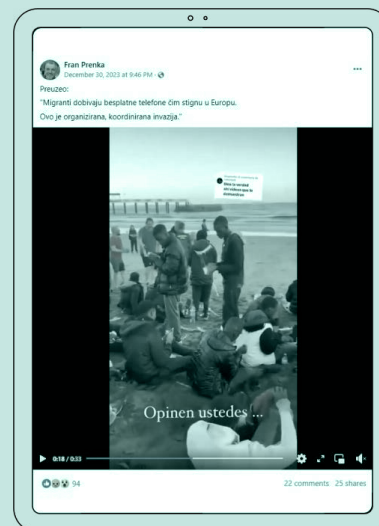 Fran Prenka
December 30, 2023 at 9:46 PM ·
Preuzeo:
"Migranti dobivaju besplatne telefone čim stignu u Europu.
Ovo je organizirana, koordinirana invazija."
Opinen ustedes ...
0:18 / 0:33
94
22 comments 25 shares